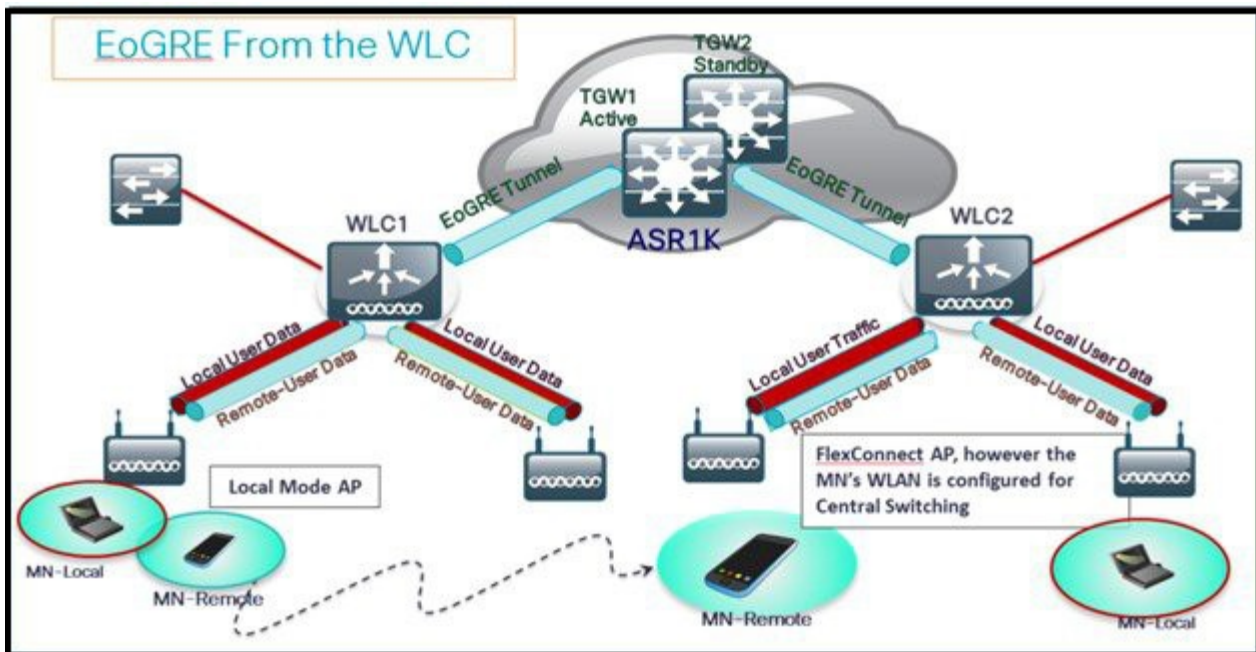 EoGRE From the WLC
TGW2
Standby
TGW1
Active
EoGRE Tunnel
EoGRE Tunnel
WLC1
ASR1K
WLC2
Local User Data
Remote-User Data
Local User Data
Remote-User Data
Local User Traffic
Remote-User Data
Local User Data
Remote-User Data
Local Mode AP
FlexConnect AP, however the
MN's WLAN is configured for
Central Switching
MN-Local
MN-Remote
MN-Remote
MN-Local